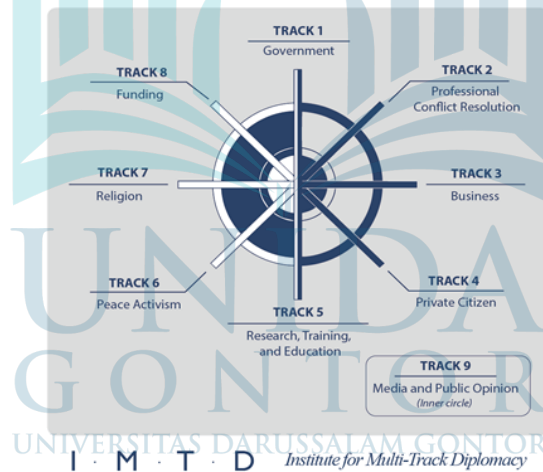 TRACK 1
Government
TRACK 8
Funding
TRACK 2
Professional
Conflict Resolution
TRACK 7
Religion
TRACK 3
Business
TRACK 6
Peace Activism
TRACK 4
Private Citizen
TRACK 5
Research, Training,
and Education
TRACK 9
Media and Public Opinion
(Inner circle)
UNIDA
GONTOR
UNIVERSITAS DARUSSALAM GONTOR
I · M · T · D Institute for Multi-Track Diplomacy